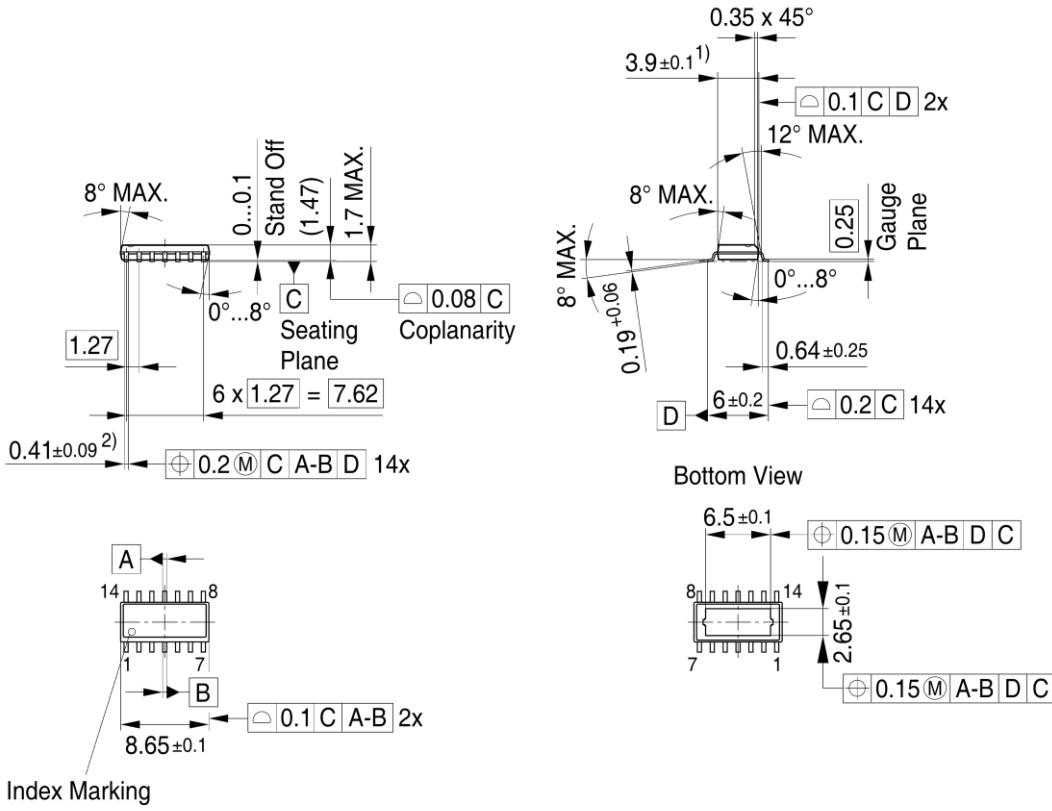 0.35 x 45°
3.9 ±0.1 1)
⌓ 0.1 C D 2x
12° MAX.
8° MAX.
0...0.1
Stand Off
(1.47)
1.7 MAX.
8° MAX.
0.25
Gauge
Plane
8° MAX.
0.19 +0.06
0°...8°
C
Seating
Plane
⌓ 0.08 C
Coplanarity
0°...8°
1.27
6 x 1.27 = 7.62
0.64 ±0.25
D
6 ±0.2
⌓ 0.2 C 14x
0.41 ±0.09 2)
⌖ 0.2 Ⓜ C A-B D 14x
Bottom View
6.5 ±0.1
⌖ 0.15 Ⓜ A-B D C
A
14 8
1 7
B
8 14
7 1
2.65 ±0.1
⌖ 0.15 Ⓜ A-B D C
⌓ 0.1 C A-B 2x
8.65 ±0.1
Index Marking